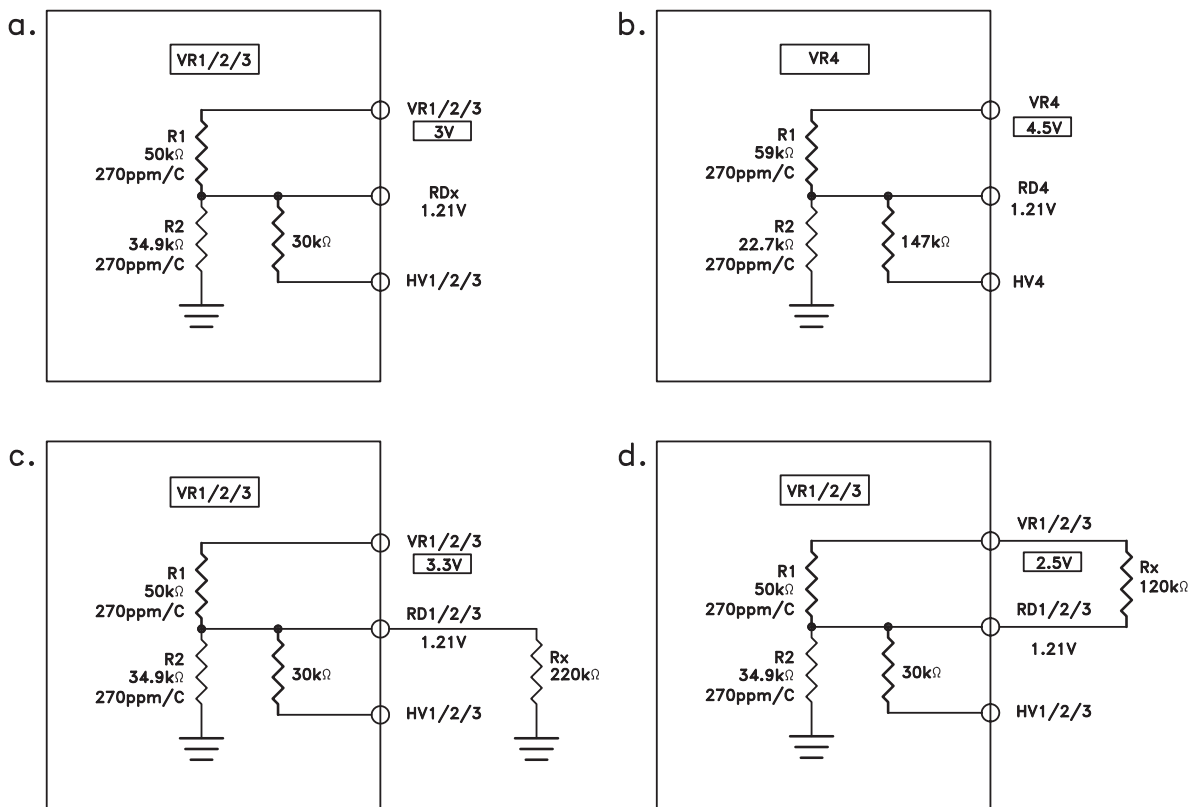 a.
VR1/2/3
VR1/2/3
3V
R1
50kΩ
270ppm/C
RDx
1.21V
R2
34.9kΩ
270ppm/C
30kΩ
HV1/2/3
b.
VR4
VR4
4.5V
R1
59kΩ
270ppm/C
RD4
1.21V
R2
22.7kΩ
270ppm/C
147kΩ
HV4
c.
VR1/2/3
VR1/2/3
3.3V
R1
50kΩ
270ppm/C
RD1/2/3
1.21V
R2
34.9kΩ
270ppm/C
30kΩ
Rx
220kΩ
HV1/2/3
d.
VR1/2/3
VR1/2/3
2.5V
R1
50kΩ
270ppm/C
Rx
120kΩ
RD1/2/3
1.21V
R2
34.9kΩ
270ppm/C
30kΩ
HV1/2/3